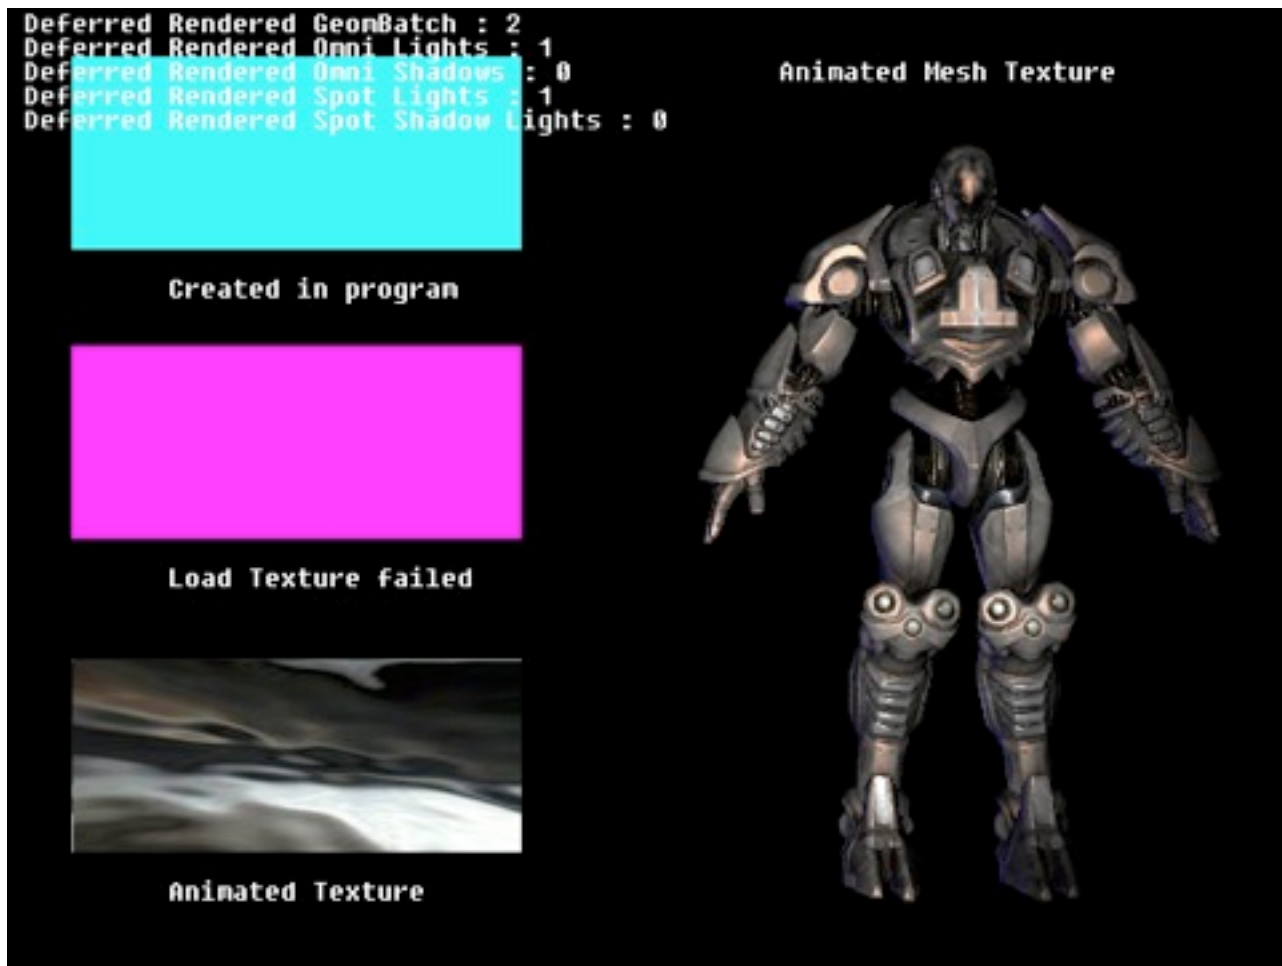 Deferred Rendered GeomBatch : 2
Deferred Rendered Omni Lights : 1
Deferred Rendered Omni Shadows : 0
Deferred Rendered Spot Lights : 1
Deferred Rendered Spot Shadow Lights : 0
Animated Mesh Texture
Created in program
Load Texture failed
Animated Texture